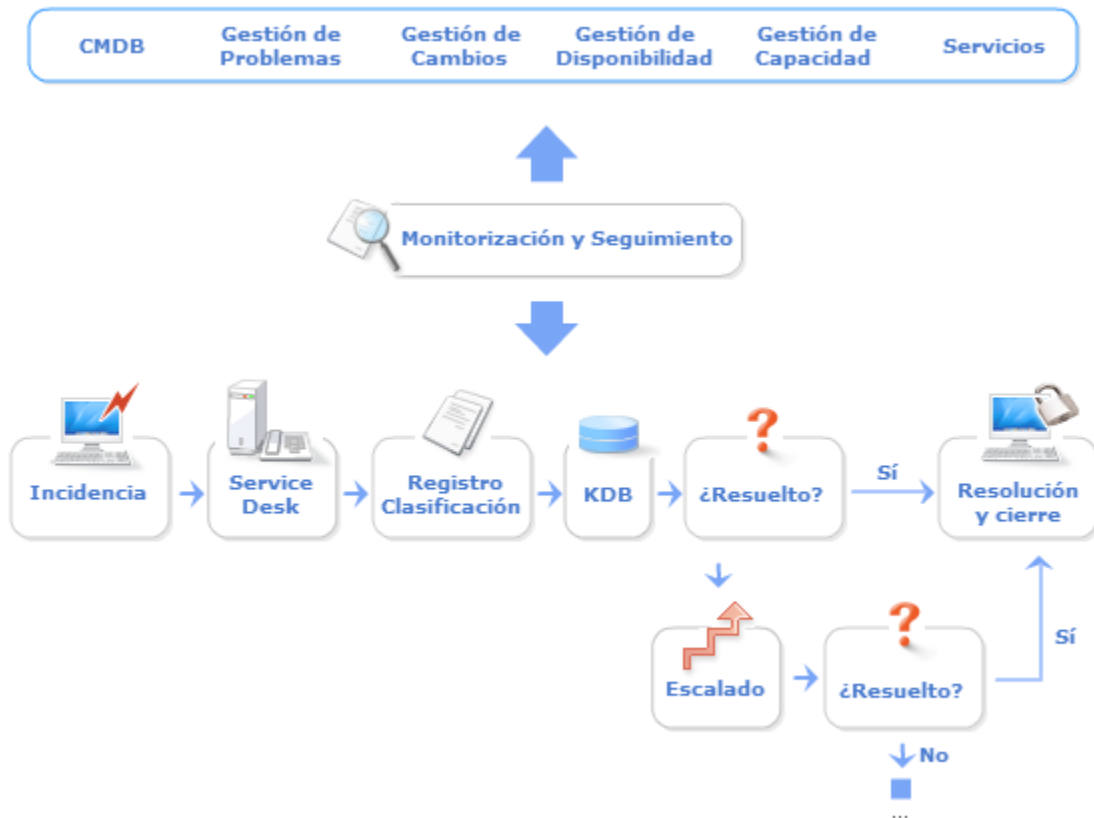 CMDB
Gestión de
Problemas
Gestión de
Cambios
Gestión de
Disponibilidad
Gestión de
Capacidad
Servicios
Monitorización y Seguimiento
Incidencia
Service
Desk
Registro
Clasificación
KDB
¿Resuelto?
Sí
Resolución
y cierre
Escalado
¿Resuelto?
Sí
No
...